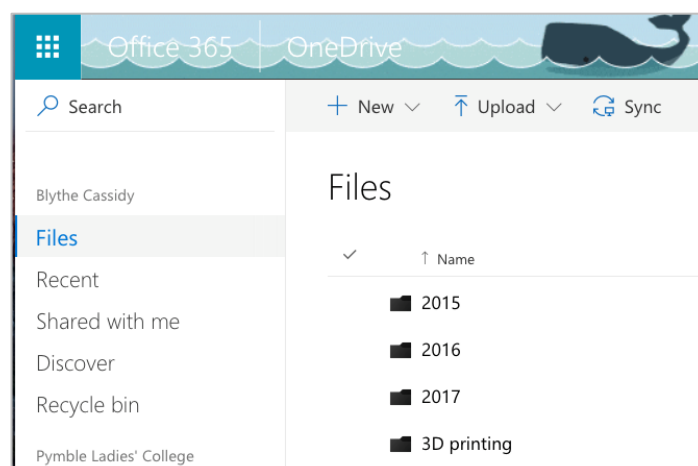 Office 365 OneDrive
Search
New Upload Sync
Blythe Cassidy
Files
Recent
Shared with me
Discover
Recycle bin
Pymble Ladies' College
Files
Name
2015
2016
2017
3D printing